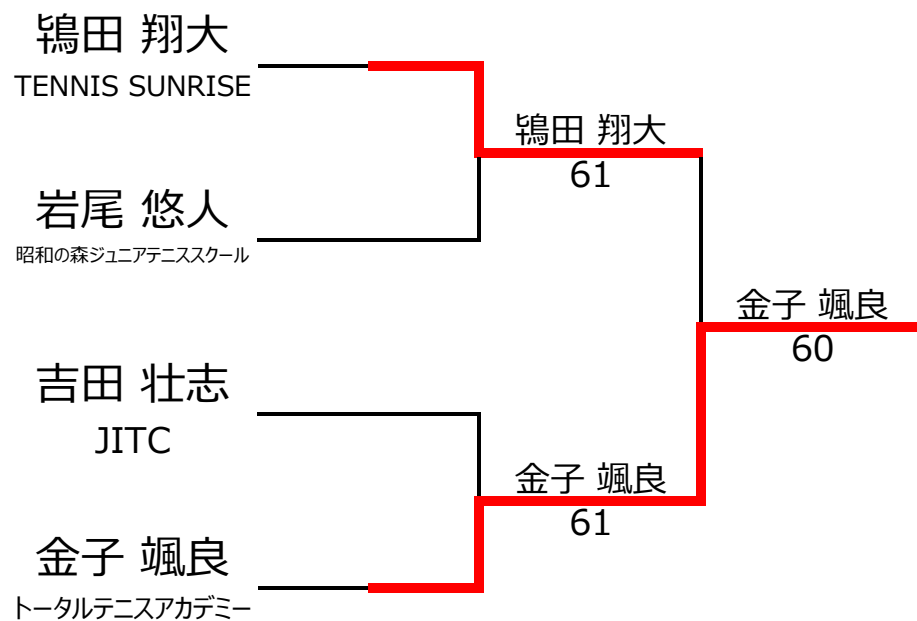 鴇田 翔大
TENNIS SUNRISE
鴇田 翔大
61
岩尾 悠人
昭和の森ジュニアテニススクール
金子 颯良
60
吉田 壮志
JITC
金子 颯良
61
金子 颯良
トータルテニスアカデミー